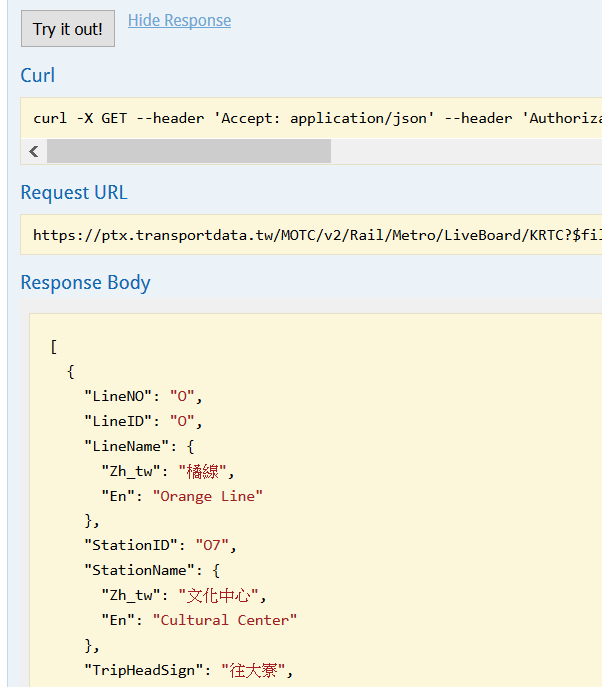 Try it out! Hide Response
Curl
curl -X GET --header 'Accept: application/json' --header 'Authoriza
Request URL
https://ptx.transportdata.tw/MOTC/v2/Rail/Metro/LiveBoard/KRTC?$fil
Response Body
[
{
"LineNO": "O",
"LineID": "O",
"LineName": {
"Zh_tw": "橘線",
"En": "Orange Line"
},
"StationID": "O7",
"StationName": {
"Zh_tw": "文化中心",
"En": "Cultural Center"
},
"TripHeadSign": "往大寮",